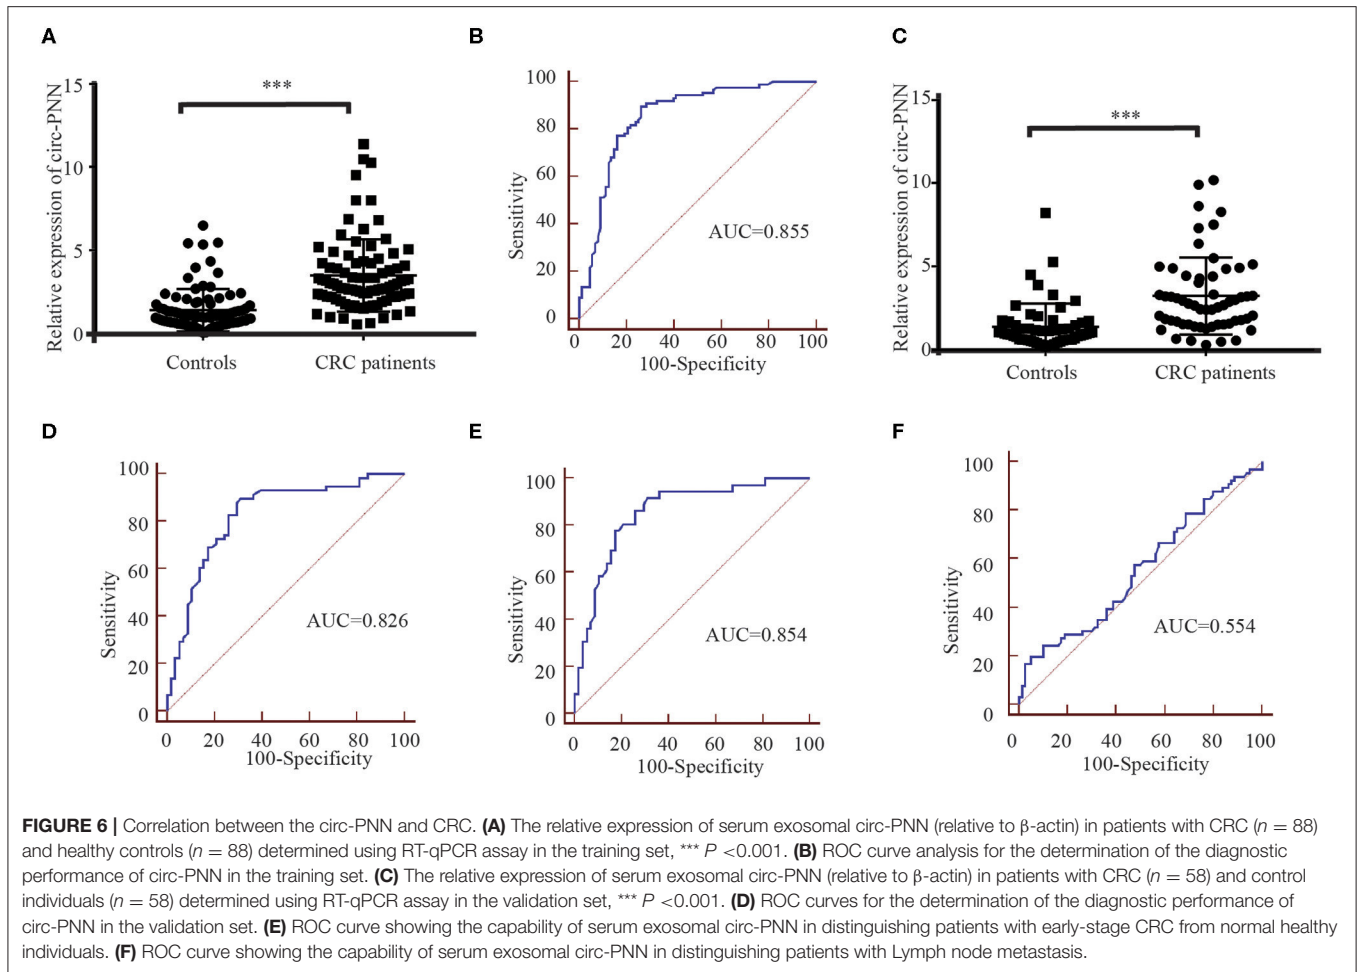 A
Relative expression of circ-PNN
15
10
5
0
***
Controls
CRC patinents
B
Sensitivity
100
80
60
40
20
0
AUC=0.855
0 20 40 60 80 100
100-Specificity
C
Relative expression of circ-PNN
15
10
5
0
***
Controls
CRC patinents
D
Sensitivity
100
80
60
40
20
0
AUC=0.826
0 20 40 60 80 100
100-Specificity
E
Sensitivity
100
80
60
40
20
0
AUC=0.854
0 20 40 60 80 100
100-Specificity
F
Sensitivity
100
80
60
40
20
0
AUC=0.554
0 20 40 60 80 100
100-Specificity
FIGURE 6 | Correlation between the circ-PNN and CRC. (A) The relative expression of serum exosomal circ-PNN (relative to β-actin) in patients with CRC (n = 88)
and healthy controls (n = 88) determined using RT-qPCR assay in the training set, *** P <0.001. (B) ROC curve analysis for the determination of the diagnostic
performance of circ-PNN in the training set. (C) The relative expression of serum exosomal circ-PNN (relative to β-actin) in patients with CRC (n = 58) and control
individuals (n = 58) determined using RT-qPCR assay in the validation set, *** P <0.001. (D) ROC curves for the determination of the diagnostic performance of
circ-PNN in the validation set. (E) ROC curve showing the capability of serum exosomal circ-PNN in distinguishing patients with early-stage CRC from normal healthy
individuals. (F) ROC curve showing the capability of serum exosomal circ-PNN in distinguishing patients with Lymph node metastasis.